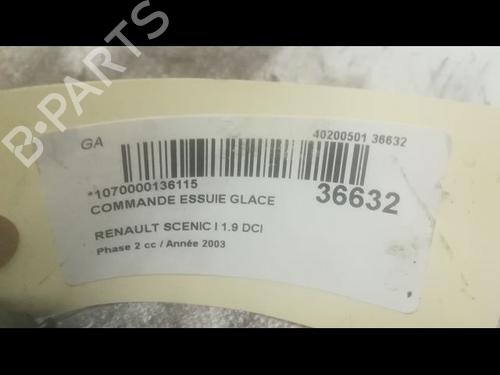 B-PARTS
GA
40200501 36632
*1070000136115
COMMANDE ESSUIE GLACE
36632
RENAULT SCENIC I 1.9 DCI
Phase 2 cc / Année 2003